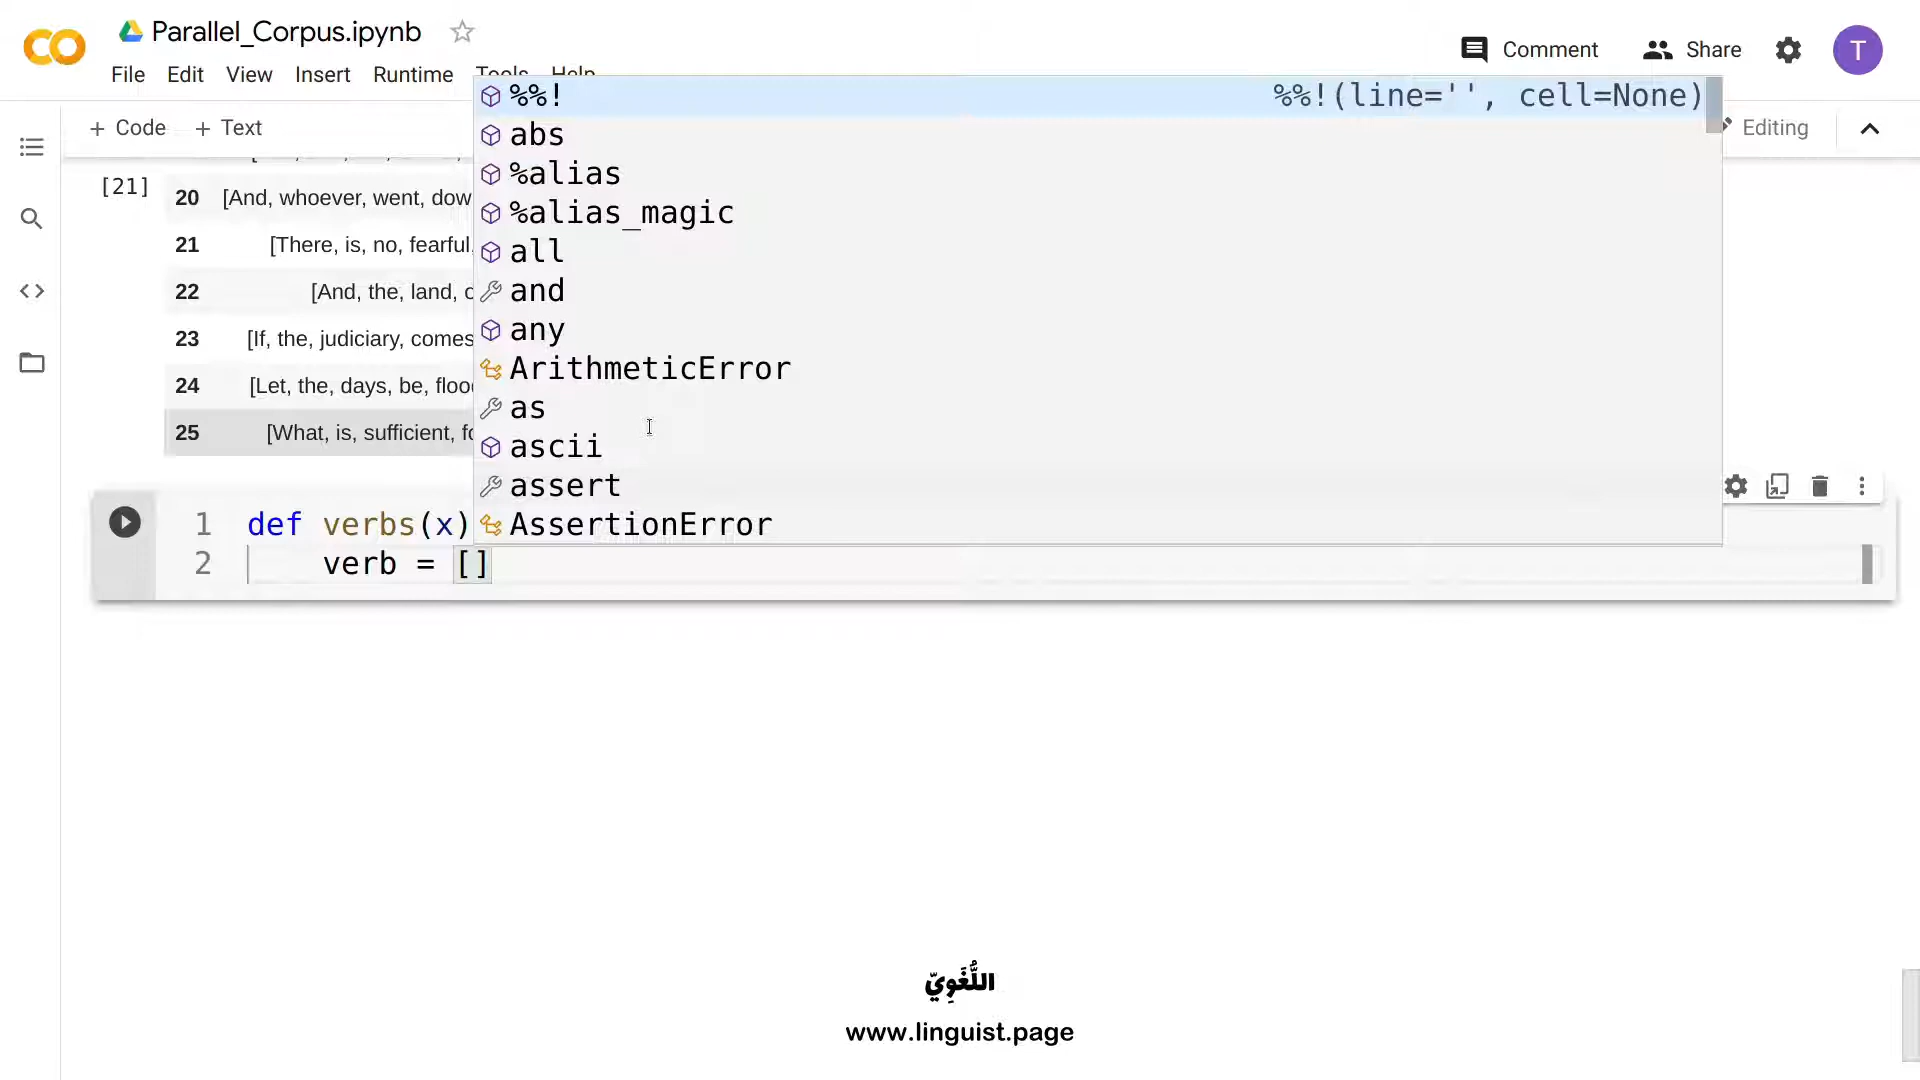 Parallel_Corpus.ipynb
Comment
Share
T
File Edit View Insert Runtime Tools Help
+ Code + Text
Editing
%%! %%!(line='', cell=None)
abs
%alias
%alias_magic
all
and
any
ArithmeticError
as
ascii
assert
AssertionError
[21]
20 [And, whoever, went, dow
21 [There, is, no, fearful,
22 [And, the, land,
23 [If, the, judiciary, comes
24 [Let, the, days, be,
25 [What, is, sufficient,
1 def verbs(x)
2 verb = []
اللُّغَوِيّ
www.linguist.page